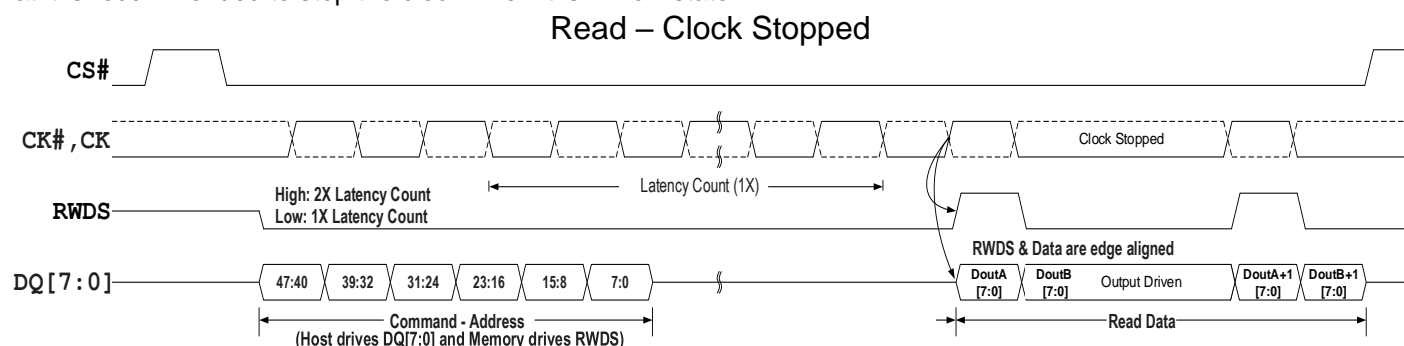 Read – Clock Stopped
CS#
CK#,CK
Clock Stopped
Latency Count (1X)
High: 2X Latency Count
Low: 1X Latency Count
RWDS
RWDS & Data are edge aligned
DQ[7:0]
47:40 39:32 31:24 23:16 15:8 7:0
DoutA [7:0]
DoutB [7:0]
Output Driven
DoutA+1 [7:0]
DoutB+1 [7:0]
Command - Address
(Host drives DQ[7:0] and Memory drives RWDS)
Read Data